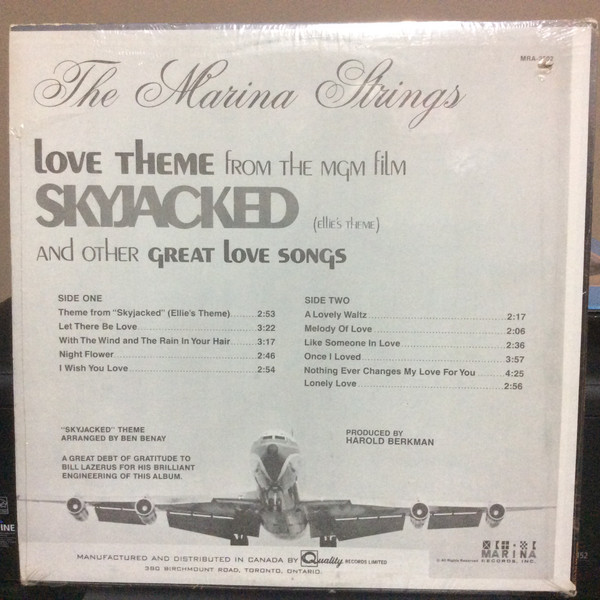 The Marina Strings
LOVE THEME FROM THE MGM FILM
SKYJACKED (ELLIE'S THEME)
AND OTHER GREAT LOVE SONGS
SIDE ONE
Theme from "Skyjacked" (Ellie's Theme) 2:53
Let There Be Love 3:22
With The Wind and The Rain In Your Hair 3:17
Night Flower 2:46
I Wish You Love 2:54
SIDE TWO
A Lovely Waltz 2:17
Melody Of Love 2:06
Like Someone In Love 2:36
Once I Loved 3:57
Nothing Ever Changes My Love For You 4:25
Lonely Love 2:56
"SKYJACKED" THEME
ARRANGED BY BEN BENAY
A GREAT DEBT OF GRATITUDE TO
BILL LAZERUS FOR HIS BRILLIANT
ENGINEERING OF THIS ALBUM.
PRODUCED BY
HAROLD BERKMAN
MANUFACTURED AND DISTRIBUTED IN CANADA BY Quality RECORDS LIMITED
380 BIRCHMOUNT ROAD, TORONTO, ONTARIO.
MARINA
© All Rights Reserved RECORDS, INC.
INE